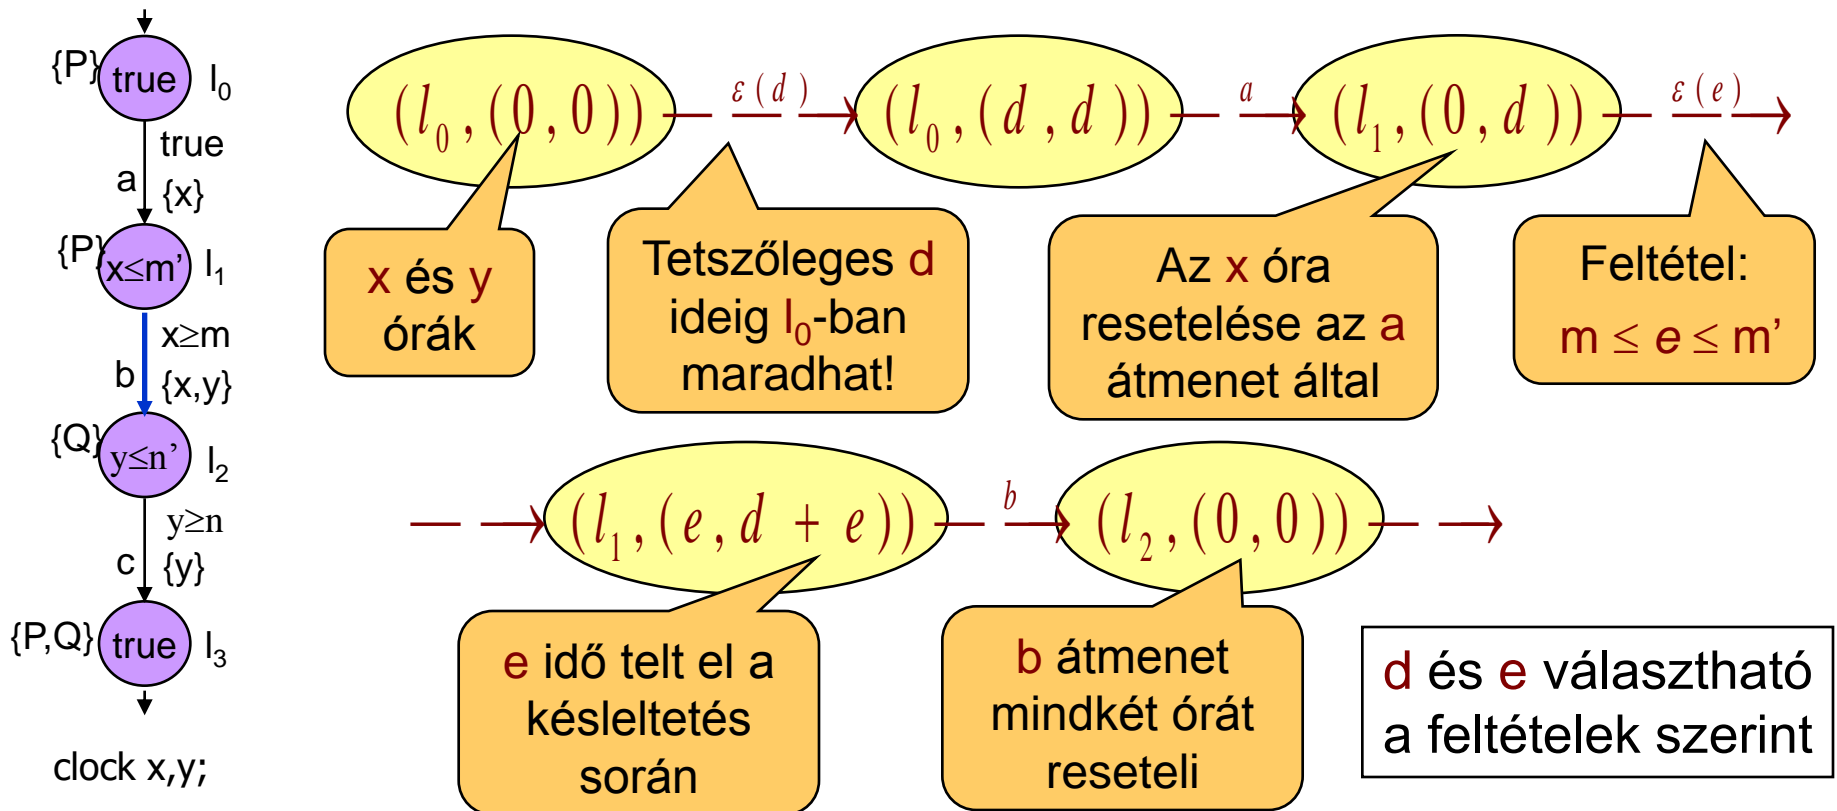 {P} true l₀
true
a
{x}
{P} x≤m’ l₁
x≥m
b
{x,y}
{Q} y≤n’ l₂
y≥n
c
{y}
{P,Q} true l₃
clock x,y;
(l₀, (0, 0)) —ε(d)→ (l₀, (d, d)) —a→ (l₁, (0, d)) —ε(e)→
x és y
órák
Tetszőleges d
ideig l₀-ban
maradhat!
Az x óra
resetelése az a
átmenet által
Feltétel:
m ≤ e ≤ m’
— → (l₁, (e, d + e)) —b→ (l₂, (0, 0)) — →
e idő telt el a
késleltetés
során
b átmenet
mindkét órát
reseteli
d és e választható
a feltételek szerint